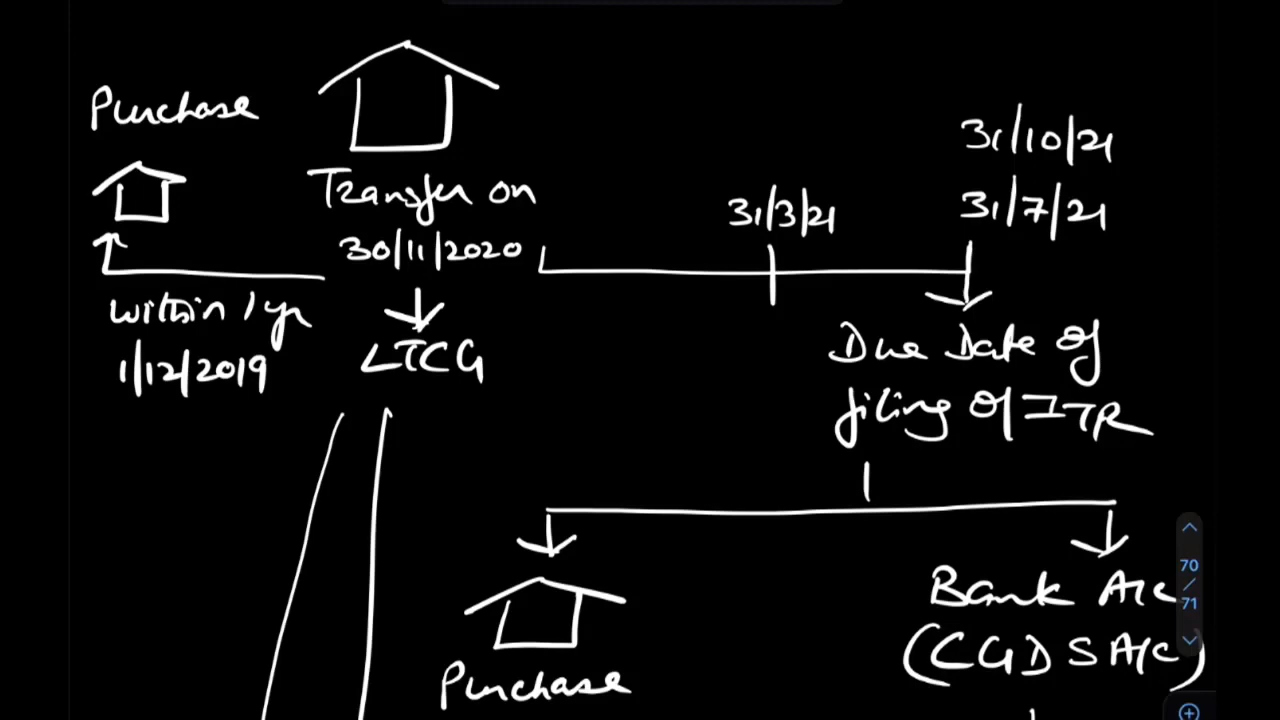 Purchase
Transfer on
30/11/2020
within 1 yr
1/12/2019
LTCG
31/3/21
31/10/21
31/7/21
Due Date of
filing of ITR
Purchase
Bank A/c
(CGDS A/c)
70
/
71